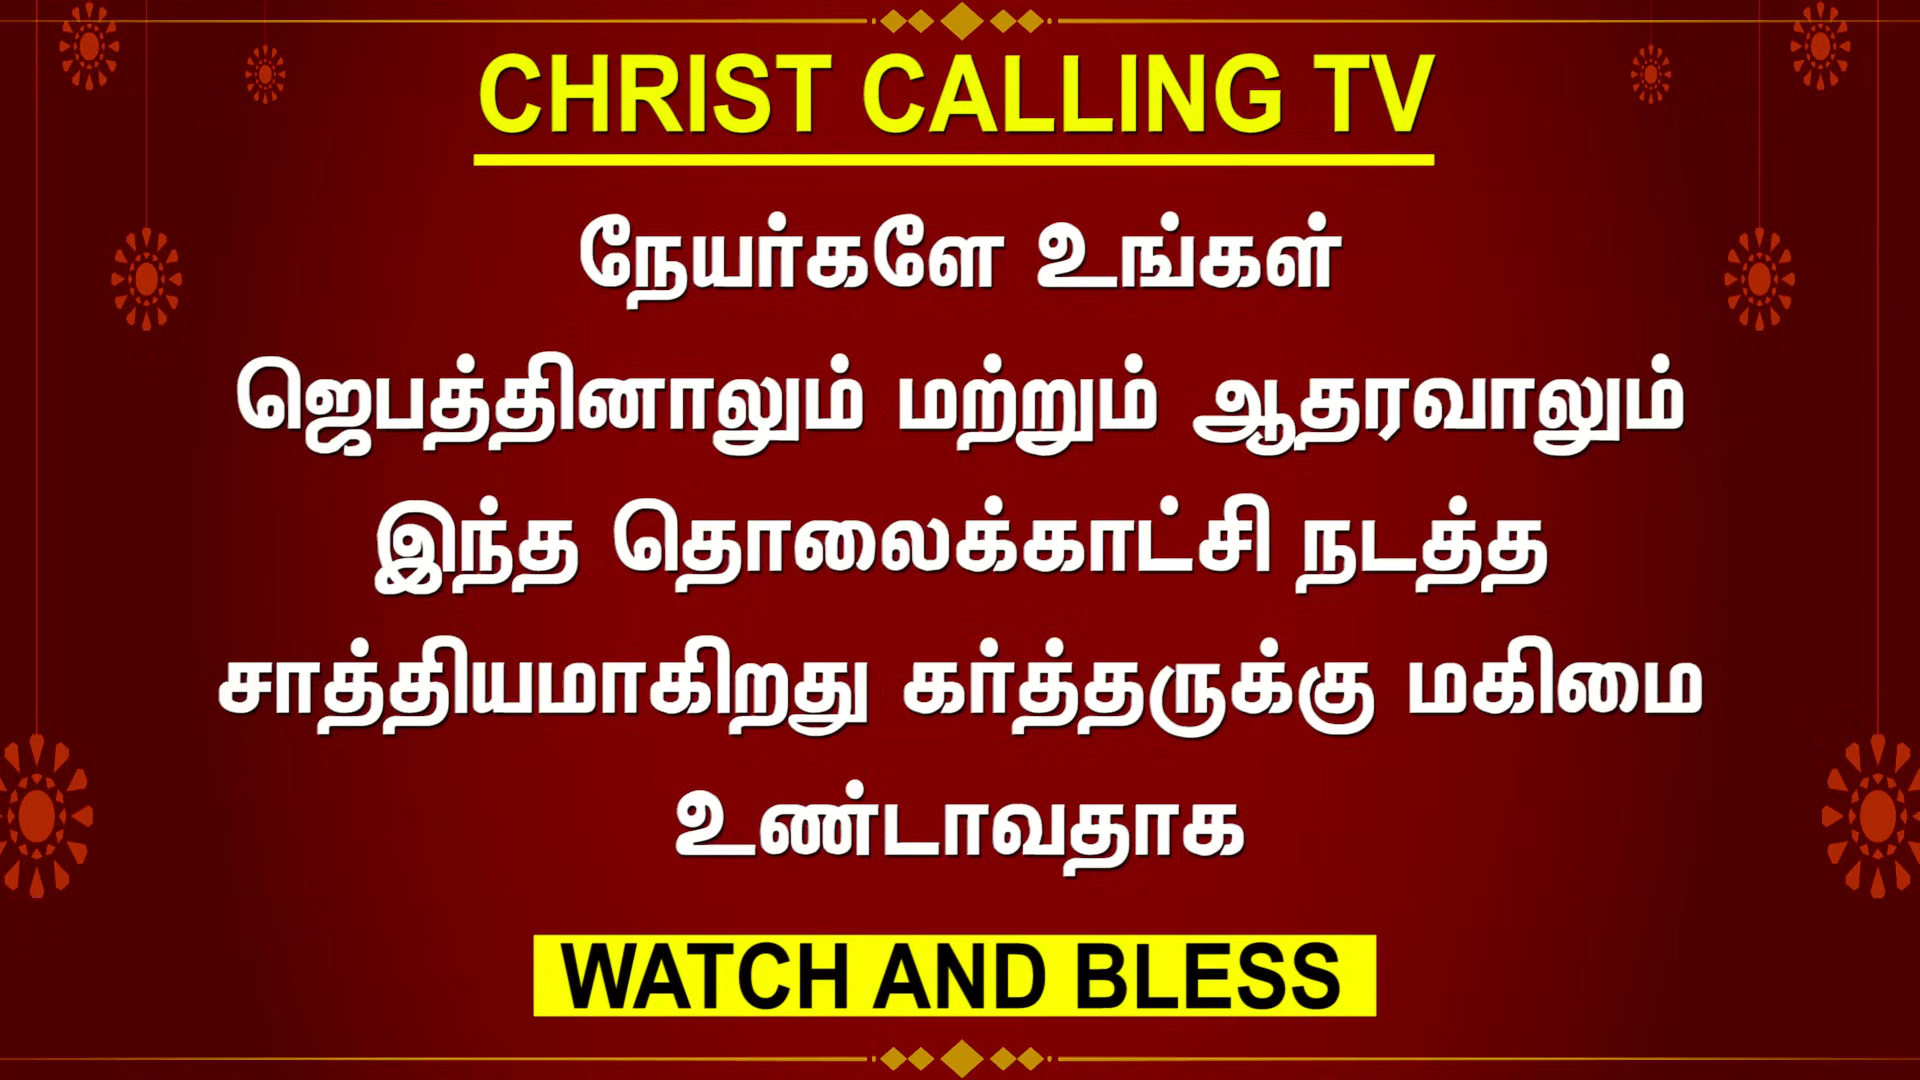 CHRIST CALLING TV
நேயர்களே உங்கள்
ஜெபத்தினாலும் மற்றும் ஆதரவாலும்
இந்த தொலைக்காட்சி நடத்த
சாத்தியமாகிறது கர்த்தருக்கு மகிமை
உண்டாவதாக
WATCH AND BLESS